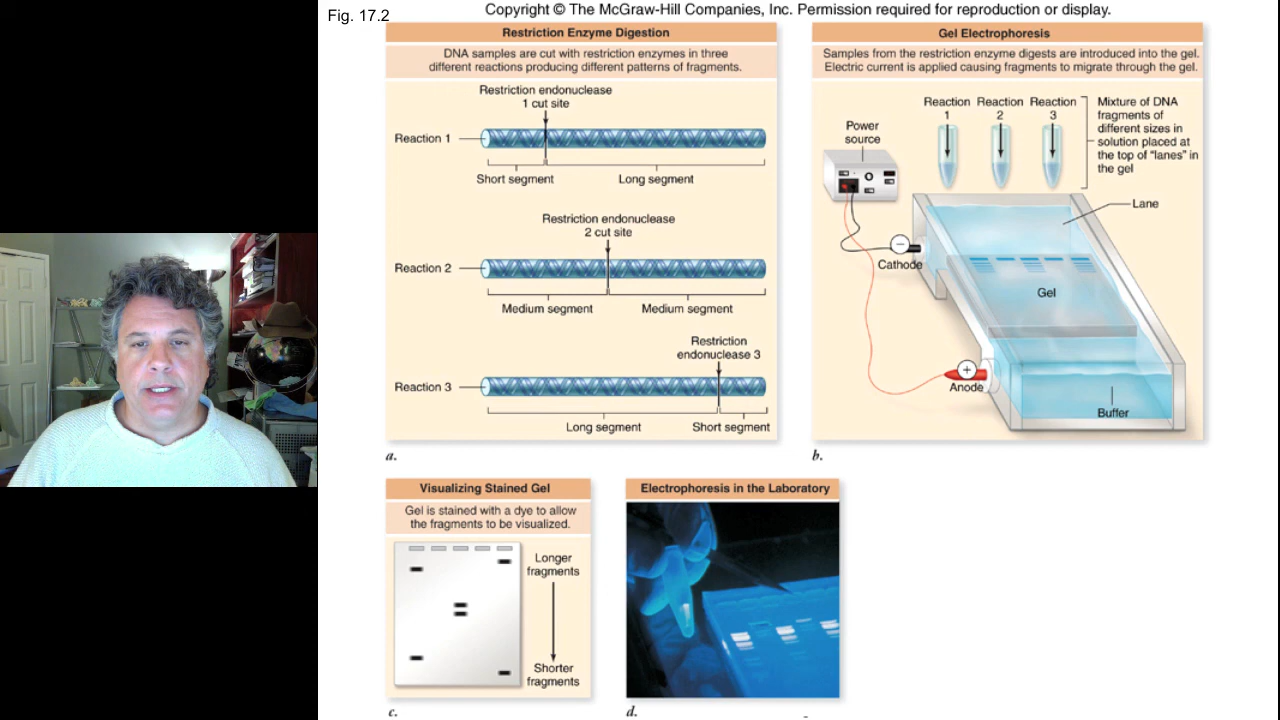 Fig. 17.2
Copyright © The McGraw-Hill Companies, Inc. Permission required for reproduction or display.
Restriction Enzyme Digestion
DNA samples are cut with restriction enzymes in three
different reactions producing different patterns of fragments.
Restriction endonuclease
1 cut site
Reaction 1
Short segment
Long segment
Restriction endonuclease
2 cut site
Reaction 2
Medium segment
Medium segment
Restriction
endonuclease 3
Reaction 3
Long segment
Short segment
a.
Gel Electrophoresis
Samples from the restriction enzyme digests are introduced into the gel.
Electric current is applied causing fragments to migrate through the gel.
Power
source
Reaction
1
Reaction
2
Reaction
3
Mixture of DNA
fragments of
different sizes in
solution placed at
the top of “lanes” in
the gel
Lane
–
Cathode
Gel
+
Anode
Buffer
b.
Visualizing Stained Gel
Gel is stained with a dye to allow
the fragments to be visualized.
Longer
fragments
Shorter
fragments
c.
Electrophoresis in the Laboratory
d.